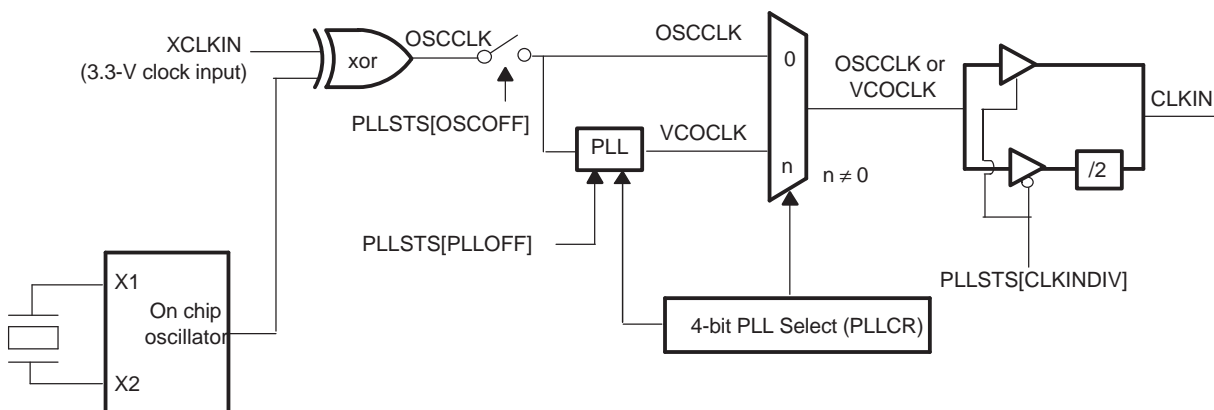 XCLKIN
(3.3-V clock input)
xor
OSCCLK
PLLSTS[OSCOFF]
OSCCLK
0
OSCCLK or
VCOCLK
CLKIN
PLL
VCOCLK
n
n ≠ 0
/2
PLLSTS[PLLOFF]
PLLSTS[CLKINDIV]
X1
On chip
oscillator
X2
4-bit PLL Select (PLLCR)